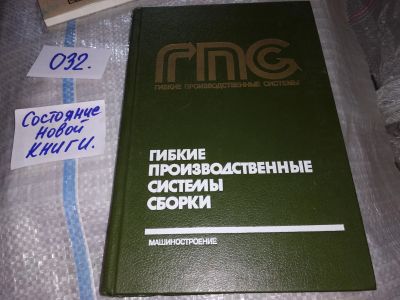 032.
Состояние
новой
книги.
ГПС
ГИБКИЕ ПРОИЗВОДСТВЕННЫЕ СИСТЕМЫ
ГИБКИЕ
ПРОИЗВОДСТВЕННЫЕ
СИСТЕМЫ
СБОРКИ
МАШИНОСТРОЕНИЕ